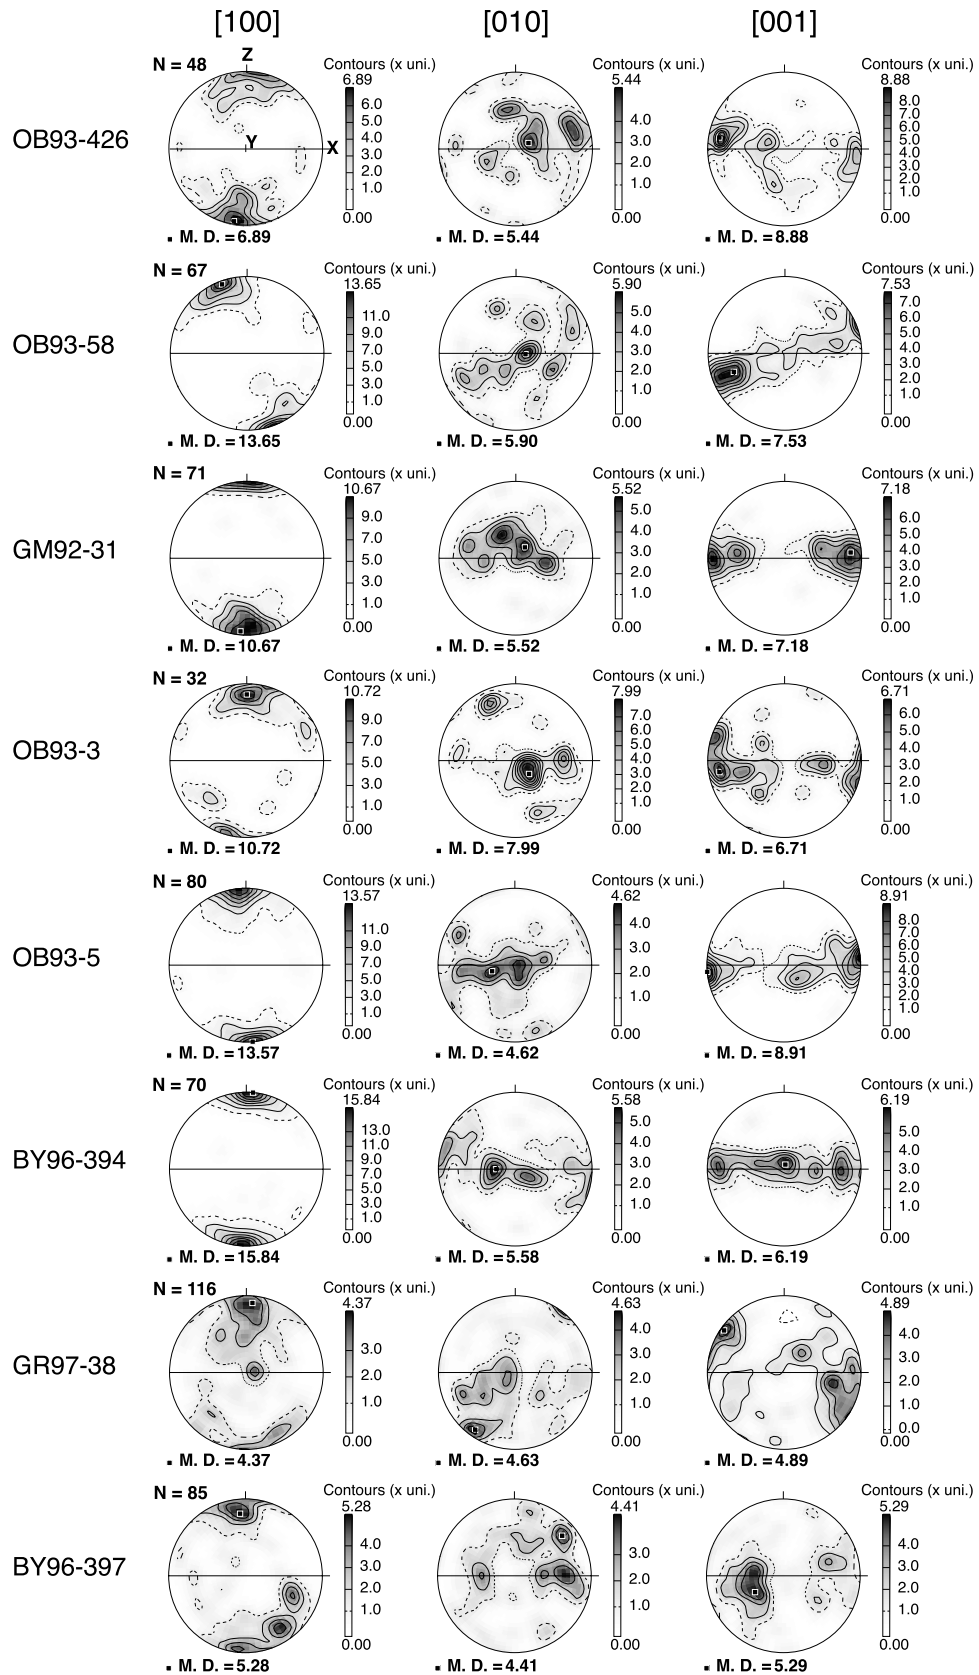 [100] [010] [001]
OB93-426
N = 48
Z
Y
X
Contours (x uni.)
6.89
6.0
5.0
4.0
3.0
2.0
1.0
0.00
M. D. = 6.89
Contours (x uni.)
5.44
4.0
3.0
2.0
1.0
0.00
M. D. = 5.44
Contours (x uni.)
8.88
8.0
7.0
6.0
5.0
4.0
3.0
2.0
1.0
0.00
M. D. = 8.88
OB93-58
N = 67
Contours (x uni.)
13.65
11.0
9.0
7.0
5.0
3.0
1.0
0.00
M. D. = 13.65
Contours (x uni.)
5.90
5.0
4.0
3.0
2.0
1.0
0.00
M. D. = 5.90
Contours (x uni.)
7.53
7.0
6.0
5.0
4.0
3.0
2.0
1.0
0.00
M. D. = 7.53
GM92-31
N = 71
Contours (x uni.)
10.67
9.0
7.0
5.0
3.0
1.0
0.00
M. D. = 10.67
Contours (x uni.)
5.52
5.0
4.0
3.0
2.0
1.0
0.00
M. D. = 5.52
Contours (x uni.)
7.18
6.0
5.0
4.0
3.0
2.0
1.0
0.00
M. D. = 7.18
OB93-3
N = 32
Contours (x uni.)
10.72
9.0
7.0
5.0
3.0
1.0
0.00
M. D. = 10.72
Contours (x uni.)
7.99
7.0
6.0
5.0
4.0
3.0
2.0
1.0
0.00
M. D. = 7.99
Contours (x uni.)
6.71
6.0
5.0
4.0
3.0
2.0
1.0
0.00
M. D. = 6.71
OB93-5
N = 80
Contours (x uni.)
13.57
11.0
9.0
7.0
5.0
3.0
1.0
0.00
M. D. = 13.57
Contours (x uni.)
4.62
4.0
3.0
2.0
1.0
0.00
M. D. = 4.62
Contours (x uni.)
8.91
8.0
7.0
6.0
5.0
4.0
3.0
2.0
1.0
0.00
M. D. = 8.91
BY96-394
N = 70
Contours (x uni.)
15.84
13.0
11.0
9.0
7.0
5.0
3.0
1.0
0.00
M. D. = 15.84
Contours (x uni.)
5.58
5.0
4.0
3.0
2.0
1.0
0.00
M. D. = 5.58
Contours (x uni.)
6.19
5.0
4.0
3.0
2.0
1.0
0.00
M. D. = 6.19
GR97-38
N = 116
Contours (x uni.)
4.37
3.0
2.0
1.0
0.00
M. D. = 4.37
Contours (x uni.)
4.63
4.0
3.0
2.0
1.0
0.00
M. D. = 4.63
Contours (x uni.)
4.89
4.0
3.0
2.0
1.0
0.0
0.00
M. D. = 4.89
BY96-397
N = 85
Contours (x uni.)
5.28
4.0
3.0
2.0
1.0
0.00
M. D. = 5.28
Contours (x uni.)
4.41
3.0
2.0
1.0
0.00
M. D. = 4.41
Contours (x uni.)
5.29
4.0
3.0
2.0
1.0
0.00
M. D. = 5.29